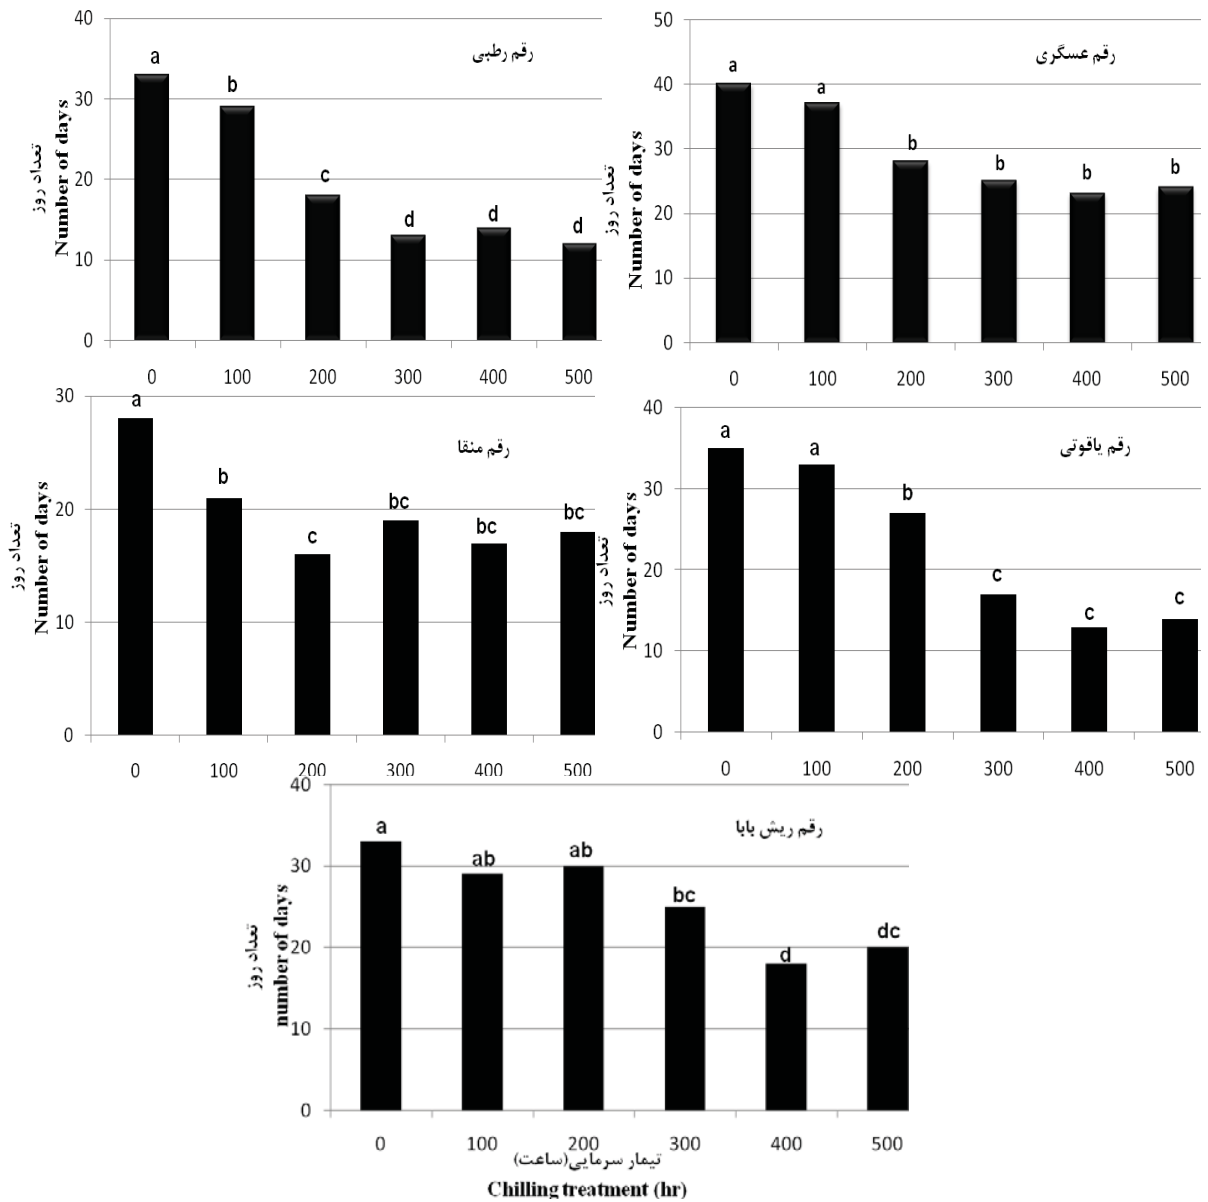 رقم رطبی
تعداد روز
Number of days
40
30
20
10
0
a
b
c
d
d
d
0 100 200 300 400 500
رقم عسگری
تعداد روز
Number of days
50
40
30
20
10
0
a
a
b
b
b
b
0 100 200 300 400 500
رقم منقا
تعداد روز
Number of days
30
20
10
0
a
b
c
bc
bc
bc
0 100 200 300 400 500
رقم یاقوتی
تعداد روز
Number of days
40
30
20
10
0
a
a
b
c
c
c
0 100 200 300 400 500
رقم ریش بابا
تعداد روز
number of days
40
30
20
10
0
a
ab
ab
bc
d
dc
0 100 200 300 400 500
تیمار سرمایی(ساعت)
Chilling treatment (hr)